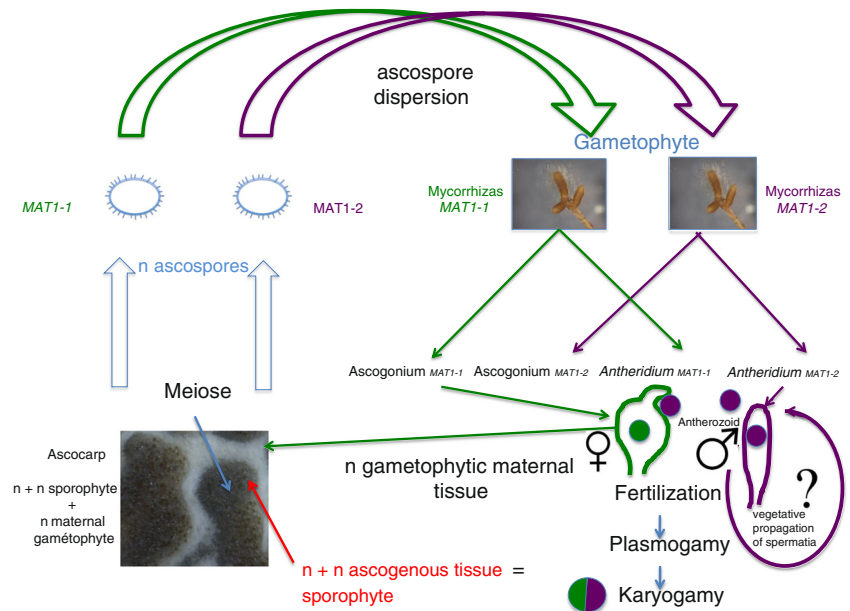 ascospore
dispersion
Gametophyte
MAT1-1
MAT1-2
Mycorrhizas
MAT1-1
Mycorrhizas
MAT1-2
n ascospores
Ascogonium MAT1-1
Ascogonium MAT1-2
Antheridium MAT1-1
Antheridium MAT1-2
Meiose
Antherozoid
♀
♂
Ascocarp
n + n sporophyte
+
n maternal
gamétophyte
n gametophytic maternal
tissue
Fertilization
?
vegetative
propagation
of spermatia
Plasmogamy
n + n ascogenous tissue =
sporophyte
Karyogamy